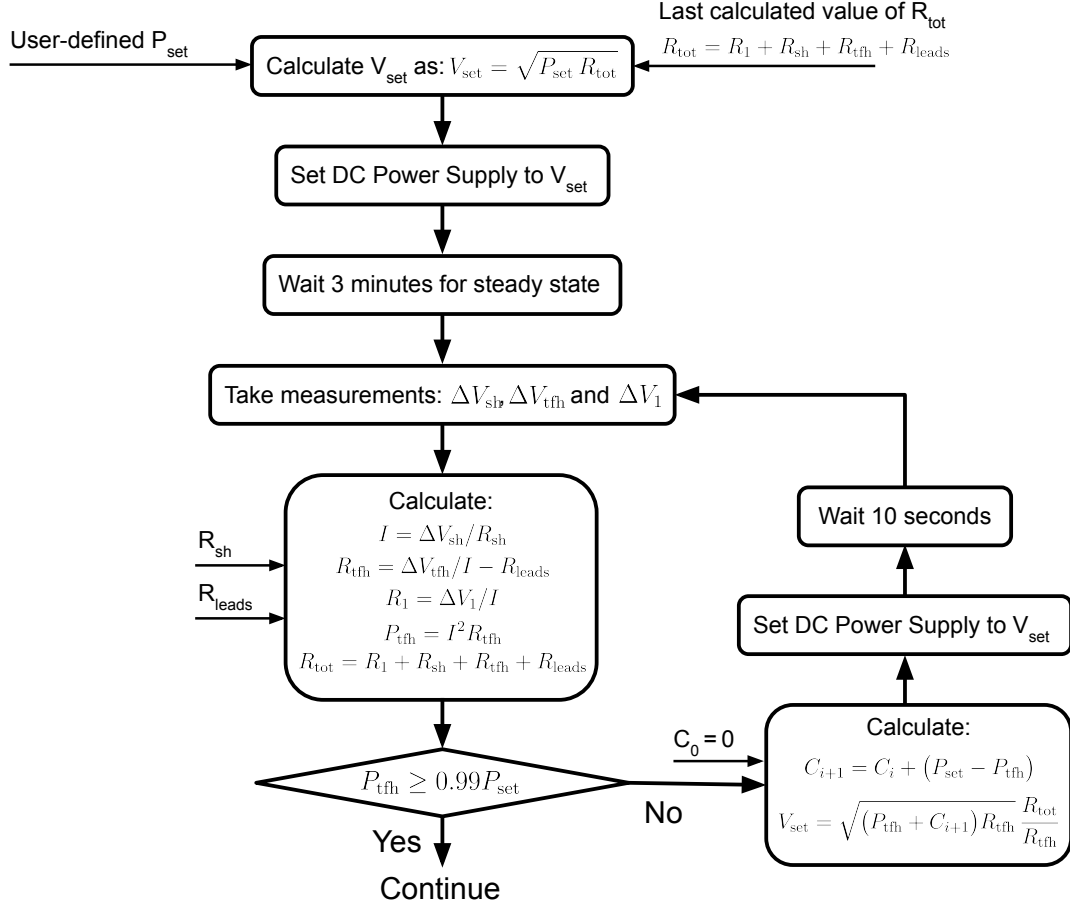 Last calculated value of R_tot
User-defined P_set
R_tot = R_1 + R_sh + R_tfh + R_leads
Calculate V_set as: V_set = √(P_set R_tot)
Set DC Power Supply to V_set
Wait 3 minutes for steady state
Take measurements: ΔV_sh, ΔV_tfh and ΔV_1
Calculate:
I = ΔV_sh/R_sh
R_sh
R_tfh = ΔV_tfh/I − R_leads
R_1 = ΔV_1/I
R_leads
P_tfh = I² R_tfh
R_tot = R_1 + R_sh + R_tfh + R_leads
P_tfh ≥ 0.99P_set
No
Yes
Continue
C_0 = 0
Calculate:
C_{i+1} = C_i + (P_set − P_tfh)
V_set = √((P_tfh + C_{i+1})R_tfh) R_tot/R_tfh
Set DC Power Supply to V_set
Wait 10 seconds